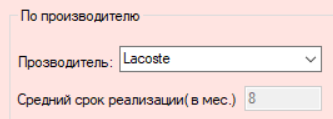 По производителю
Прозводитель: Lacoste
Средний срок реализации( в мес.) 8